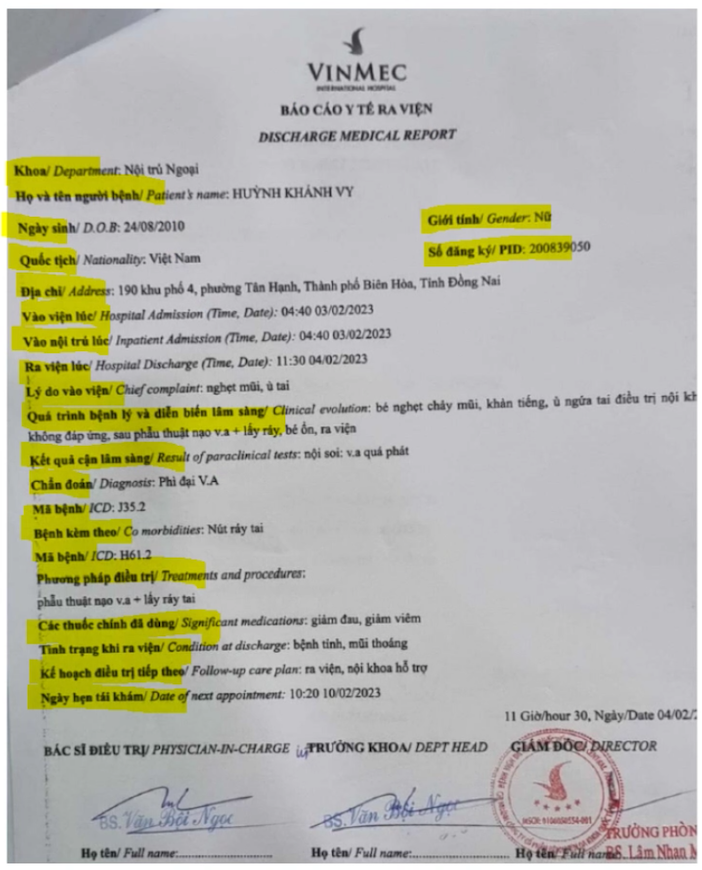 VINMEC
INTERNATIONAL HOSPITAL
BÁO CÁO Y TẾ RA VIỆN
DISCHARGE MEDICAL REPORT
Khoa/ Department: Nội trú Ngoại
Họ và tên người bệnh/ Patient's name: HUỲNH KHÁNH VY
Ngày sinh/ D.O.B: 24/08/2010
Giới tính/ Gender: Nữ
Quốc tịch/ Nationality: Việt Nam
Số đăng ký/ PID: 200839050
Địa chỉ/ Address: 190 khu phố 4, phường Tân Hạnh, Thành phố Biên Hòa, Tỉnh Đồng Nai
Vào viện lúc/ Hospital Admission (Time, Date): 04:40 03/02/2023
Vào nội trú lúc/ Inpatient Admission (Time, Date): 04:40 03/02/2023
Ra viện lúc/ Hospital Discharge (Time, Date): 11:30 04/02/2023
Lý do vào viện/ Chief complaint: nghẹt mũi, ù tai
Quá trình bệnh lý và diễn biến lâm sàng/ Clinical evolution: bé nghẹt chảy mũi, khàn tiếng, ù ngứa tai điều trị nội kh
không đáp ứng, sau phẫu thuật nạo v.a + lấy ráy, bé ổn, ra viện
Kết quả cận lâm sàng/ Result of paraclinical tests: nội soi: v.a quá phát
Chẩn đoán/ Diagnosis: Phì đại V.A
Mã bệnh/ ICD: J35.2
Bệnh kèm theo/ Co morbidities: Nút ráy tai
Mã bệnh/ ICD: H61.2
Phương pháp điều trị/ Treatments and procedures:
phẫu thuật nạo v.a + lấy ráy tai
Các thuốc chính đã dùng/ Significant medications: giảm đau, giảm viêm
Tình trạng khi ra viện/ Condition at discharge: bệnh tỉnh, mũi thoáng
Kế hoạch điều trị tiếp theo/ Follow-up care plan: ra viện, nội khoa hỗ trợ
Ngày hẹn tái khám/ Date of next appointment: 10:20 10/02/2023
11 Giờ/hour 30, Ngày/Date 04/02/
BÁC SĨ ĐIỀU TRỊ/ PHYSICIAN-IN-CHARGE TRƯỞNG KHOA/ DEPT HEAD GIÁM ĐỐC/ DIRECTOR
BS. Văn Bội Ngọc BS. Văn Bội Ngọc
TRƯỞNG PHÒN
Họ tên/ Full name: Họ tên/ Full name: Họ tên/ Full name: BS. Lâm Nhan